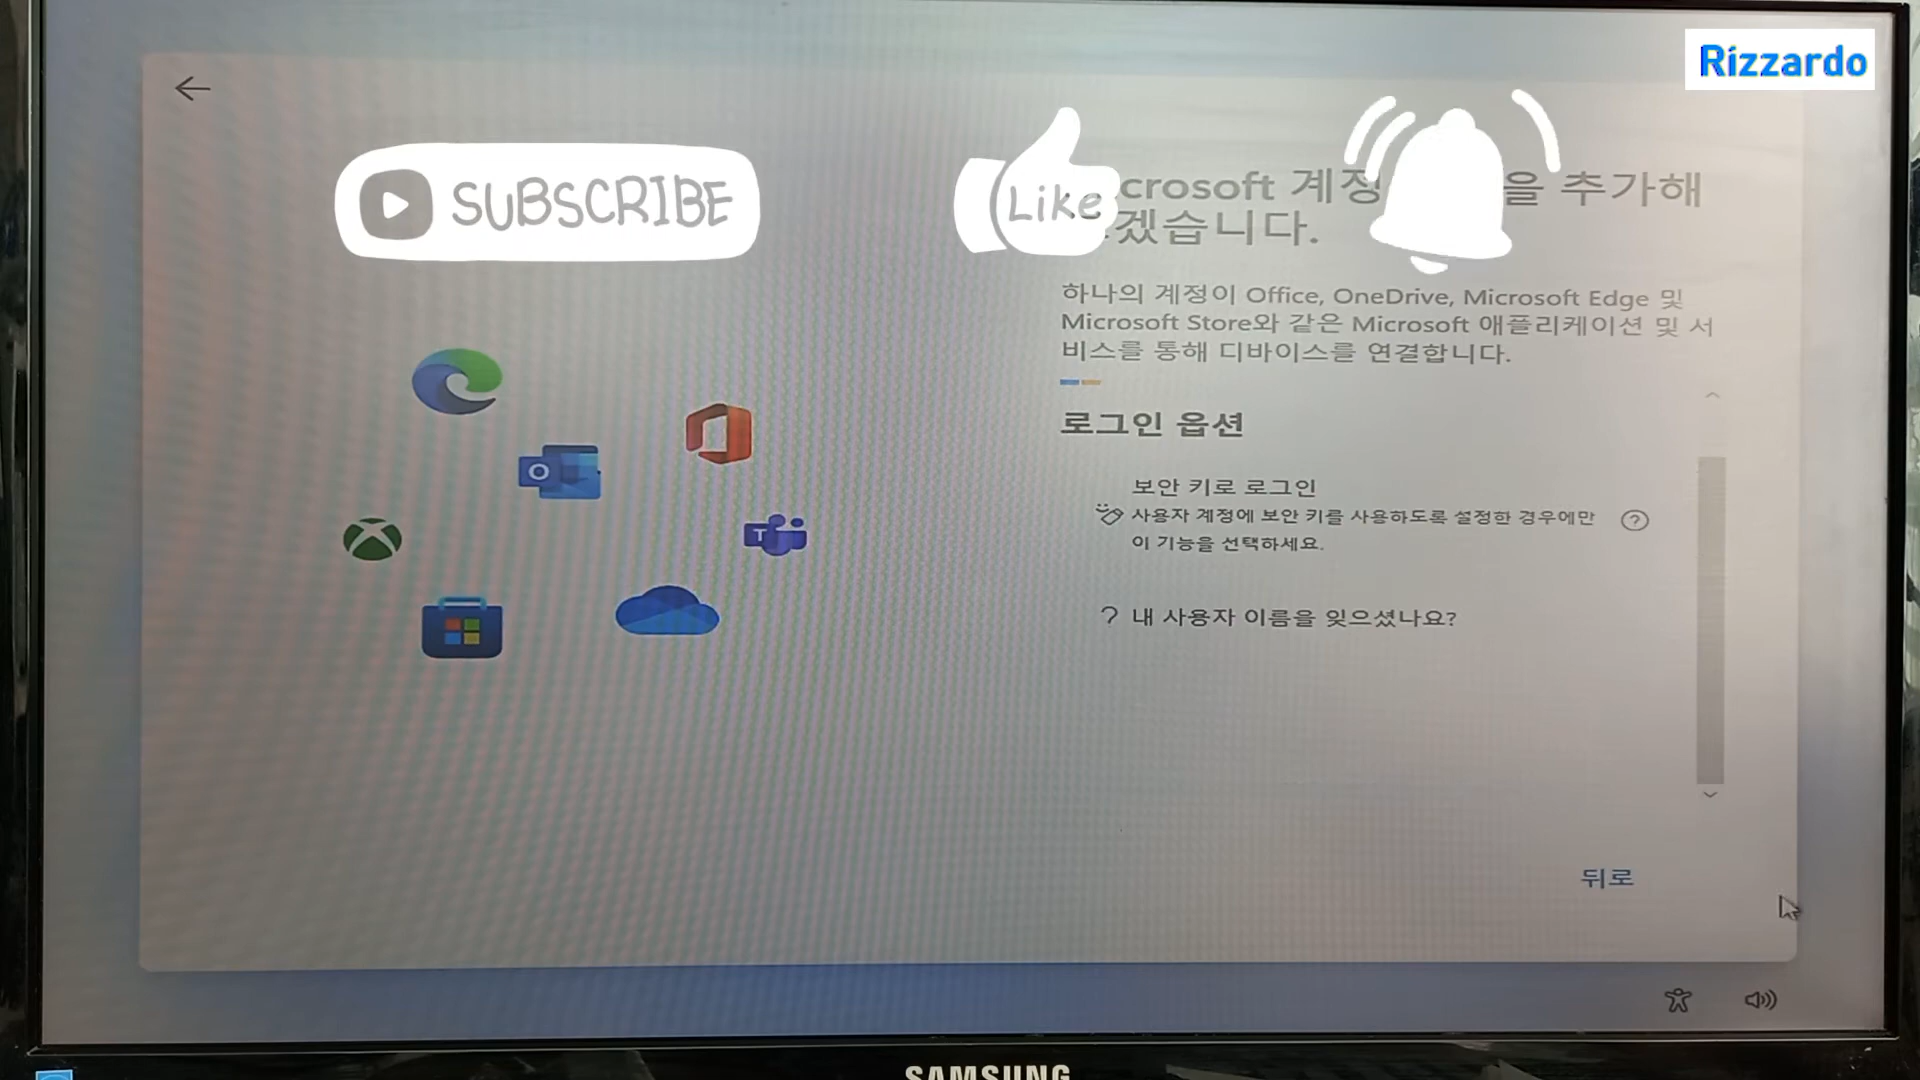 Rizzardo
SUBSCRIBE
Like
crosoft 계정 을 추가해
겠습니다.
하나의 계정이 Office, OneDrive, Microsoft Edge 및
Microsoft Store와 같은 Microsoft 애플리케이션 및 서
비스를 통해 디바이스를 연결합니다.
로그인 옵션
보안 키로 로그인
사용자 계정에 보안 키를 사용하도록 설정한 경우에만
이 기능을 선택하세요.
? 내 사용자 이름을 잊으셨나요?
뒤로
SAMSUNG